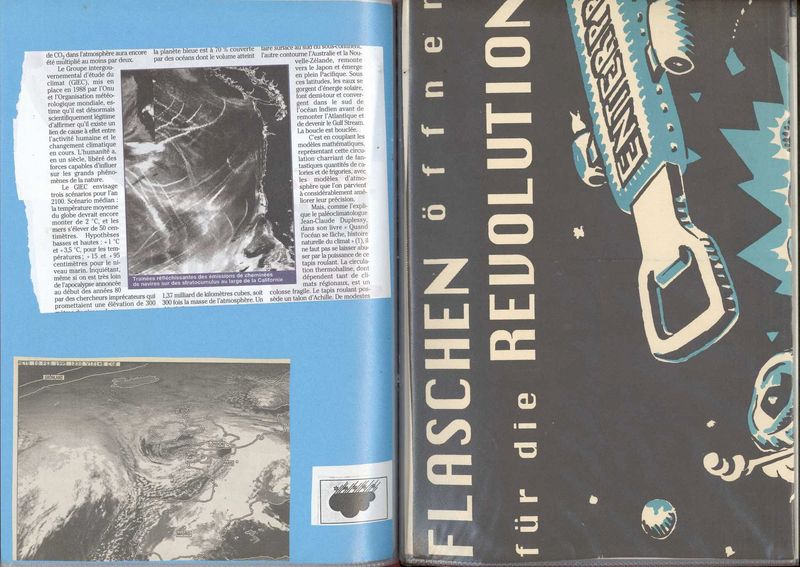 de CO₂ dans l'atmosphère aura encore
été multiplié au moins par deux.
Le Groupe intergou-
vernemental d'étude du
climat (GIEC), mis en
place en 1988 par l'Onu
et l'Organisation météo-
rologique mondiale, es-
time qu'il est désormais
scientifiquement légitime
d'affirmer qu'il existe un
lien de cause à effet entre
l'activité humaine et le
changement climatique
en cours. L'humanité a,
en un siècle, libéré des
forces capables d'influer
sur les grands phéno-
mènes de la nature.
Le GIEC envisage
trois scénarios pour l'an
2100. Scénario médian :
la température moyenne
du globe devrait encore
monter de 2 °C, et les
mers s'élever de 50 cen-
timètres. Hypothèses
basses et hautes : +1 °C
et +3,5 °C, pour les tem-
pératures ; +15 et +95
centimètres pour le ni-
veau marin. Inquiétant,
même si on est très loin
de l'apocalypse annoncée
au début des années 80
par des chercheurs imprécateurs qui
promettaient une élévation de 300
la planète bleue est à 70 % couverte
par des océans dont le volume atteint
Traînées réfléchissantes des émissions de cheminées
de navires sur des stratocumulus au large de la Californie
1,37 milliard de kilomètres cubes, soit
300 fois la masse de l'atmosphère. Un
faire surface au sud du sous-continent,
l'autre contourne l'Australie et la Nou-
velle-Zélande, remonte
vers le Japon et émerge
en plein Pacifique. Sous
ces latitudes, les eaux se
gorgent d'énergie solaire,
font demi-tour et conver-
gent dans le sud de
l'océan Indien avant de
remonter l'Atlantique et
de devenir le Gulf Stream.
La boucle est bouclée.
C'est en couplant les
modèles mathématiques,
représentant cette circu-
lation charriant de fan-
tastiques quantités de ca-
lories et de frigories, avec
les modèles d'atmo-
sphère que l'on parvient
à considérablement amé-
liorer leur précision.
Mais, comme l'expli-
que le paléoclimatologue
Jean-Claude Duplessy,
dans son livre « Quand
l'océan se fâche, histoire
naturelle du climat » (1), il
ne faut pas se laisser abu-
ser par la puissance de ce
tapis roulant. La circula-
tion thermohaline, dont
dépendent tant de cli-
mats régionaux, est un
colosse fragile. Le tapis roulant pos-
sède un talon d'Achille. De modestes
FLASCHEN öffner
für die REVOLUTION